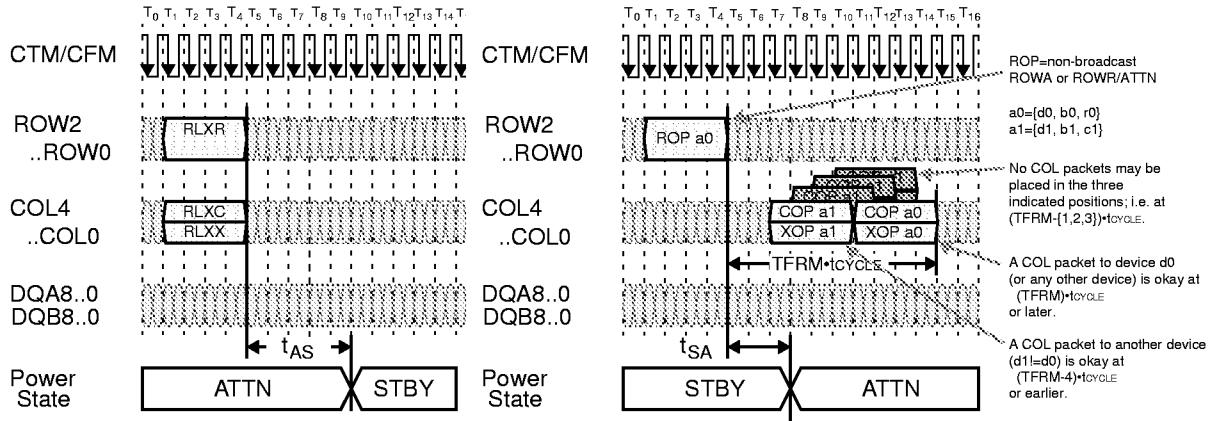 T0 T1 T2 T3 T4 T5 T6 T7 T8 T9 T10 T11 T12 T13 T14 T
CTM/CFM
ROW2
..ROW0
RLXR
COL4
..COL0
RLXC
RLXX
DQA8..0
DQB8..0
tAS
Power
State
ATTN
STBY
T0 T1 T2 T3 T4 T5 T6 T7 T8 T9 T10 T11 T12 T13 T14 T15 T16
CTM/CFM
ROW2
..ROW0
ROP a0
COL4
..COL0
COP a1
XOP a1
COP a0
XOP a0
TFRM•tCYCLE
DQA8..0
DQB8..0
tSA
Power
State
STBY
ATTN
ROP=non-broadcast
ROWA or ROWR/ATTN
a0={d0, b0, r0}
a1={d1, b1, c1}
No COL packets may be
placed in the three
indicated positions; i.e. at
(TFRM-{1,2,3})•tCYCLE.
A COL packet to device d0
(or any other device) is okay at
(TFRM)•tCYCLE
or later.
A COL packet to another device
(d1!=d0) is okay at
(TFRM-4)•tCYCLE
or earlier.